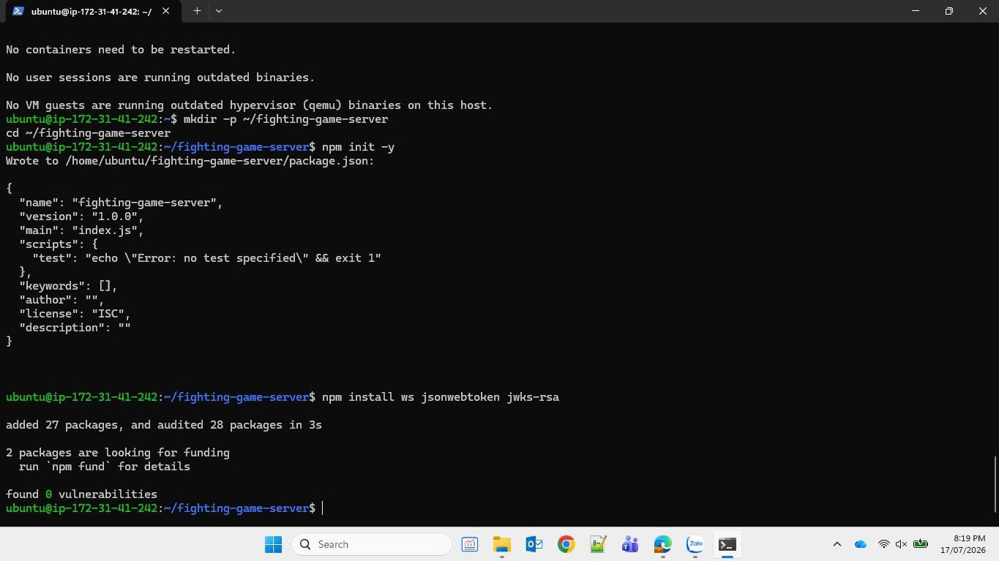 ubuntu@ip-172-31-41-242: ~/
No containers need to be restarted.
No user sessions are running outdated binaries.
No VM guests are running outdated hypervisor (qemu) binaries on this host.
ubuntu@ip-172-31-41-242:~$ mkdir -p ~/fighting-game-server
cd ~/fighting-game-server
ubuntu@ip-172-31-41-242:~/fighting-game-server$ npm init -y
Wrote to /home/ubuntu/fighting-game-server/package.json:
{
  "name": "fighting-game-server",
  "version": "1.0.0",
  "main": "index.js",
  "scripts": {
    "test": "echo \"Error: no test specified\" && exit 1"
  },
  "keywords": [],
  "author": "",
  "license": "ISC",
  "description": ""
}
ubuntu@ip-172-31-41-242:~/fighting-game-server$ npm install ws jsonwebtoken jwks-rsa
added 27 packages, and audited 28 packages in 3s
2 packages are looking for funding
  run `npm fund` for details
found 0 vulnerabilities
ubuntu@ip-172-31-41-242:~/fighting-game-server$
Search
Zalo
8:19 PM
17/07/2026